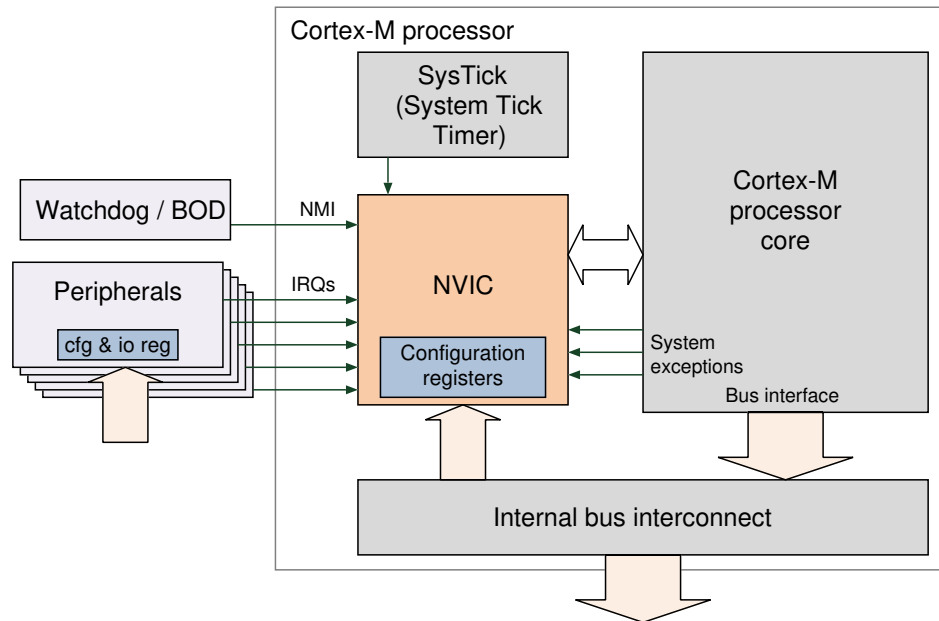 Cortex-M processor
SysTick
(System Tick
Timer)
Cortex-M
processor
core
Watchdog / BOD
NMI
Peripherals
cfg & io reg
IRQs
NVIC
Configuration
registers
System
exceptions
Bus interface
Internal bus interconnect